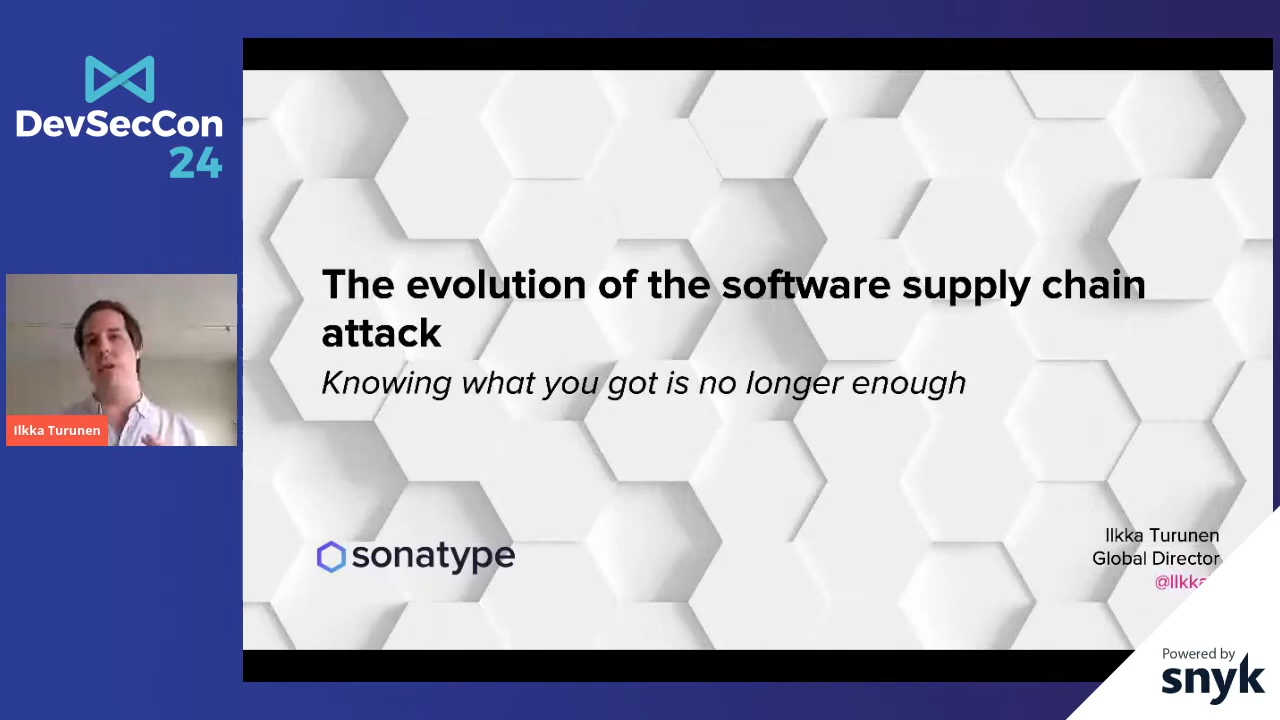 DevSecCon
24
Ilkka Turunen
The evolution of the software supply chain
attack
Knowing what you got is no longer enough
sonatype
Ilkka Turunen
Global Director
Powered by
snyk